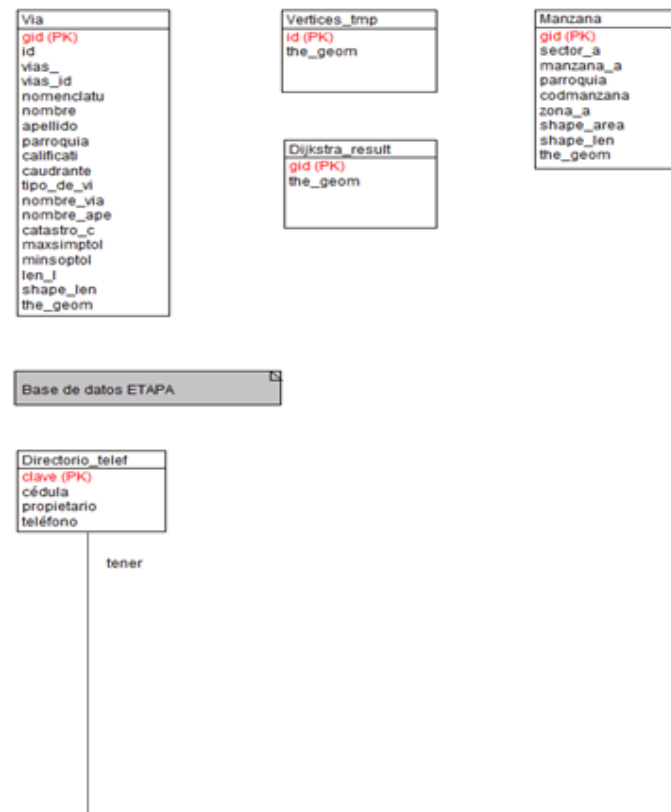 Via
gid (PK)
id
vias_
vias_id
nomenclatu
nombre
apellido
parroquia
calificati
caudrante
tipo_de_vi
nombre_via
nombre_ape
catastro_c
maxsimptol
minsoptol
len_l
shape_len
the_geom
Vertices_tmp
id (PK)
the_geom
Dijkstra_result
gid (PK)
the_geom
Manzana
gid (PK)
sector_a
manzana_a
parroquia
codmanzana
zona_a
shape_area
shape_len
the_geom
Base de datos ETAPA
Directorio_telef
clave (PK)
cédula
propietario
teléfono
tener